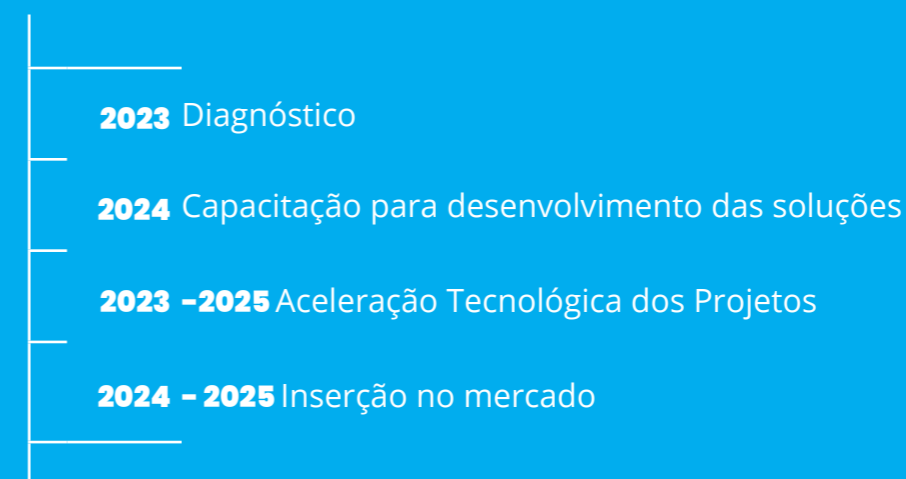 2023 Diagnóstico
2024 Capacitação para desenvolvimento das soluções
2023 -2025 Aceleração Tecnológica dos Projetos
2024 - 2025 Inserção no mercado